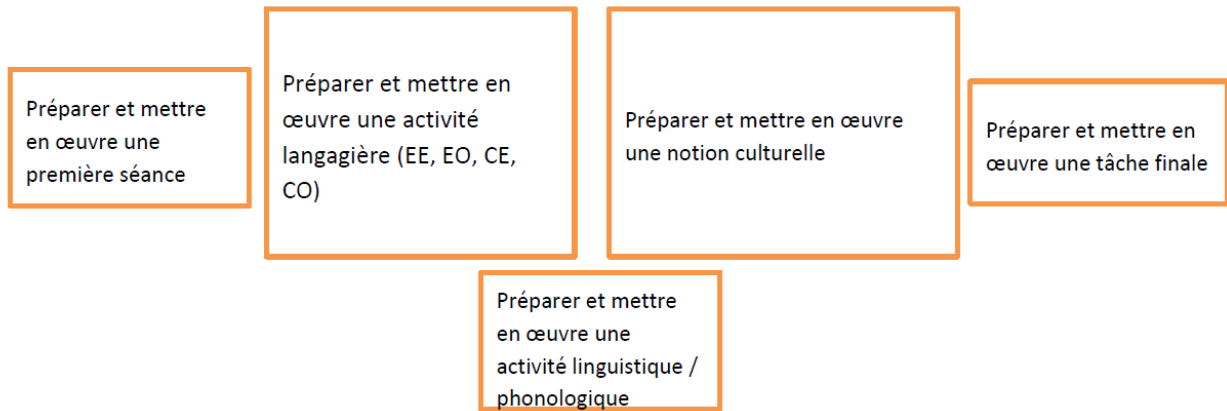 Préparer et mettre
en œuvre une
première séance
Préparer et mettre en
œuvre une activité
langagière (EE, EO, CE,
CO)
Préparer et mettre en œuvre
une notion culturelle
Préparer et mettre en
œuvre une tâche finale
Préparer et mettre
en œuvre une
activité linguistique /
phonologique